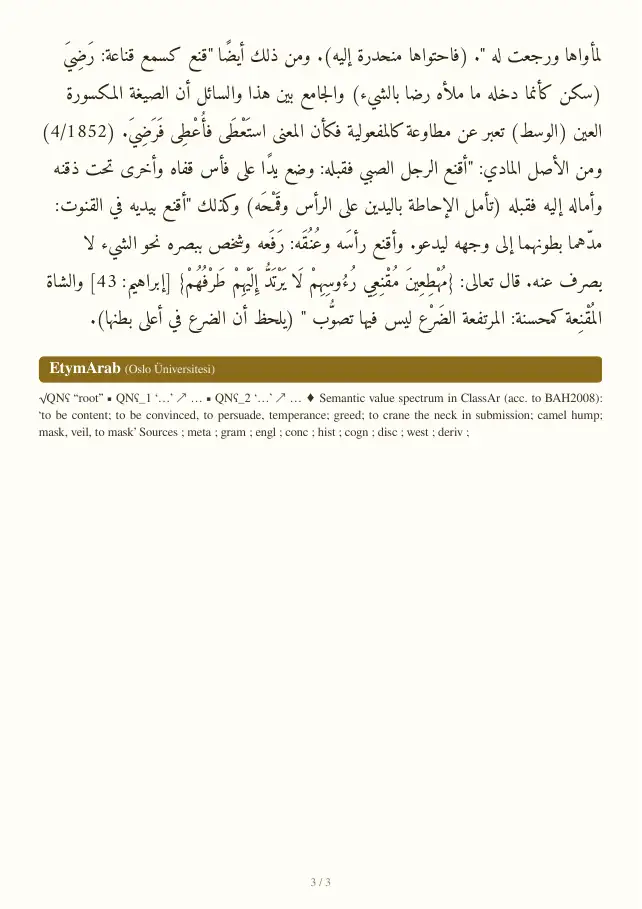 لمأواها ورجعت له ". (فاحتواها منحدرة إليه). ومن ذلك أيضًا "قنع كسمع قناعة: رَضِيَ
(سكن كأنما دخله ما ملأه رضا بالشيء) والجامع بين هذا والسائل أن الصيغة المكسورة
العين (الوسط) تعبر عن مطاوعة كالمفعولية فكأن المعنى استَعْطَى فأُعْطِى فَرَضِيَ. (4/1852)
ومن الأصل المادي: "أقنع الرجل الصبي فقبله: وضع يدًا على فأس قفاه وأخرى تحت ذقنه
وأماله إليه فقبله (تأمل الإحاطة باليدين على الرأس وقَمْحَه) وكذلك "أقنع بيديه في القنوت:
مدّهما بطونهما إلى وجهه ليدعو. وأقنع رأسَه وعُنُقَه: رَفَعه وشخص ببصره نحو الشيء لا
بصرف عنه. قال تعالى: {مُهْطِعِينَ مُقْنِعِي رُءُوسِهِمْ لَا يَرْتَدُّ إِلَيْهِمْ طَرْفُهُمْ} [إبراهيم: 43] والشاة
المُقْنِعة كمحسنة: المرتفعة الضَرْع ليس فيها تصوُّب " (يلحظ أن الضرع في أعلى بطنها).
EtymArab (Oslo Üniversitesi)
√QNʕ “root” ▪ QNʕ_1 ‘…’ ↗ … ▪ QNʕ_2 ‘…’ ↗ … ♦ Semantic value spectrum in ClassAr (acc. to BAH2008):
‘to be content; to be convinced, to persuade, temperance; greed; to crane the neck in submission; camel hump;
mask, veil, to mask’ Sources ; meta ; gram ; engl ; conc ; hist ; cogn ; disc ; west ; deriv ;
3 / 3